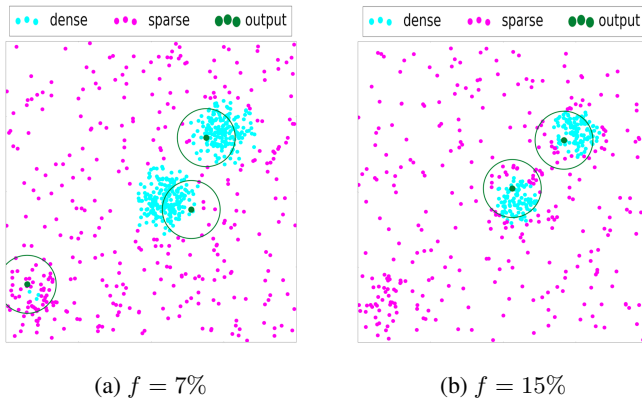 dense sparse output
dense sparse output
(a) f = 7%
(b) f = 15%